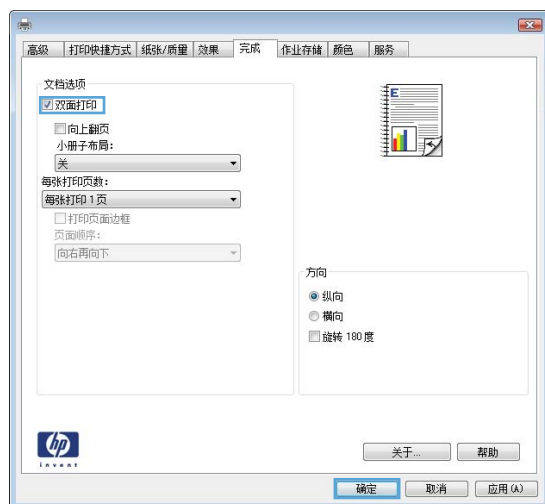 高级 打印快捷方式 纸张/质量 效果 完成 作业存储 颜色 服务
文档选项
双面打印
向上翻页
小册子布局:
关
每张打印页数:
每张打印 1 页
打印页面边框
页面顺序:
向右再向下
E
方向
纵向
横向
旋转 180 度
hp
invent
关于... 帮助
确定 取消 应用(A)